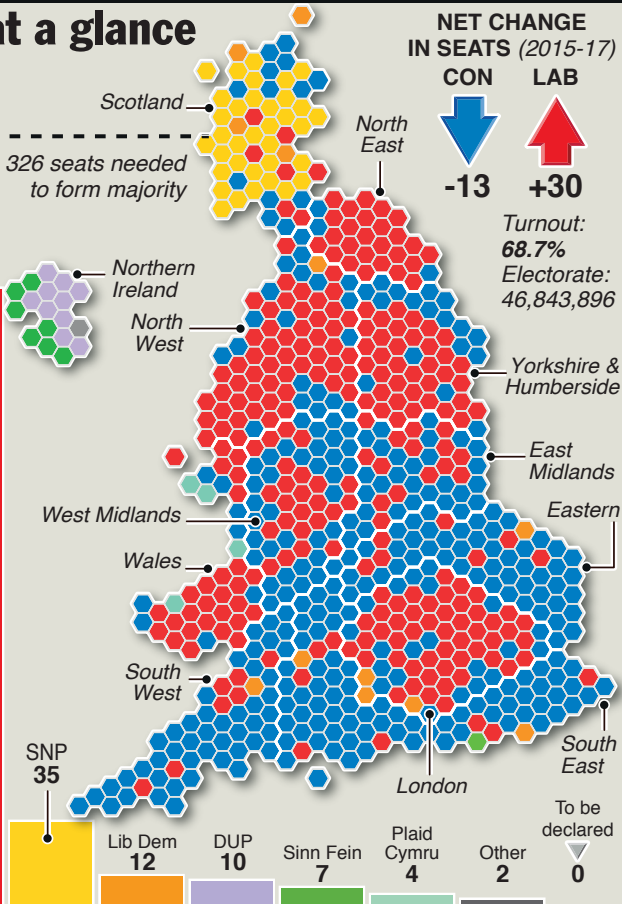 at a glance
NET CHANGE
IN SEATS (2015-17)
CON LAB
-13 +30
Turnout:
68.7%
Electorate:
46,843,896
Scotland
326 seats needed
to form majority
North
East
Northern
Ireland
North
West
Yorkshire &
Humberside
East
Midlands
West Midlands
Eastern
Wales
South
West
South
East
London
SNP
35
Lib Dem
12
DUP
10
Sinn Fein
7
Plaid
Cymru
4
Other
2
To be
declared
0